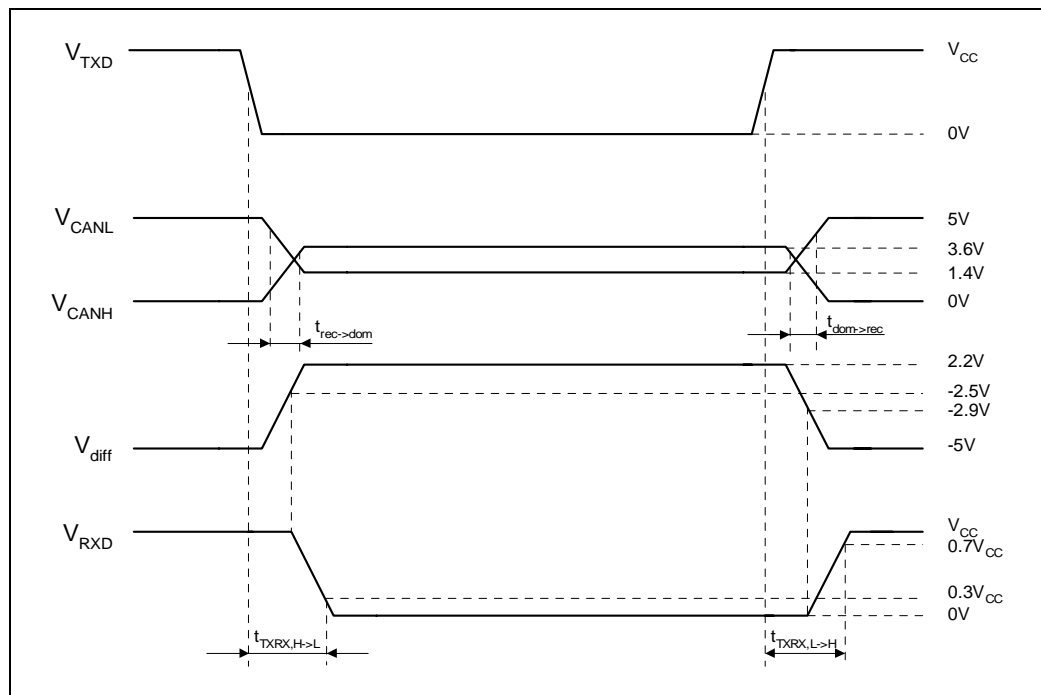 V_TXD
V_CC
0V
V_CANL
5V
3.6V
1.4V
V_CANH
0V
t_rec->dom
t_dom->rec
2.2V
-2.5V
-2.9V
V_diff
-5V
V_RXD
V_CC
0.7V_CC
0.3V_CC
0V
t_TXRX,H->L
t_TXRX,L->H